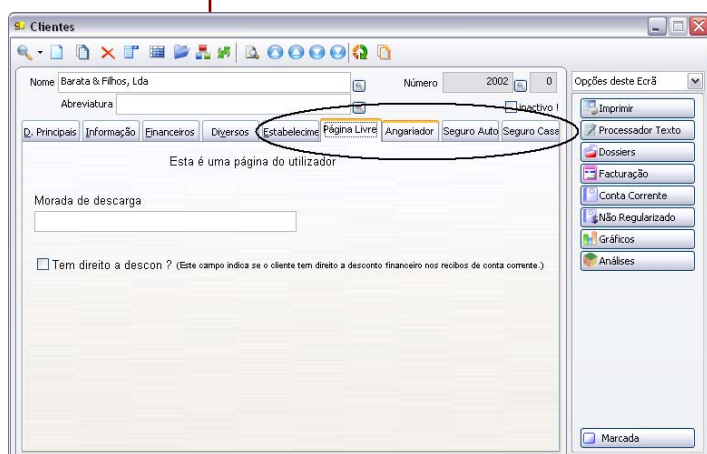 Clientes
Nome Barata & Filhos, Lda Número 2002 0
Abreviatura inactivo !
D. Principais Informação Financeiros Diversos Estabelecime Página Livre Angariador Seguro Auto Seguro Casa
Esta é uma página do utilizador
Morada de descarga
Tem direito a descon ? (Este campo indica se o cliente tem direito a desconto financeiro nos recibos de conta corrente.)
Opções deste Ecrã
Imprimir
Processador Texto
Dossiers
Facturação
Conta Corrente
Não Regularizado
Gráficos
Análises
Marcada